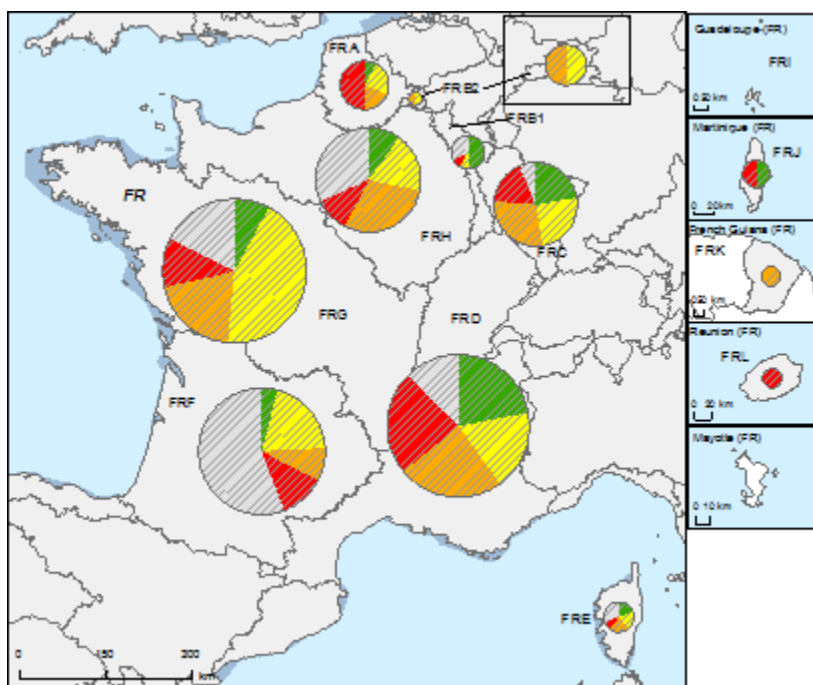 FRA
FRB2
FRB1
FR
FRH
FRC
FRG
FRD
FRF
FRE
0 150 300
km
Guadeloupe (FR)
FRI
km
Martinique (FR)
FRJ
0 20 km
French Guiana (FR)
FRK
km
Reunion (FR)
FRL
0 20 km
Mayotte (FR)
0 10 km